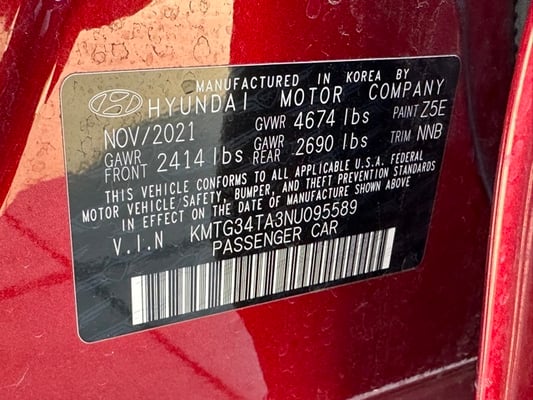 MANUFACTURED IN KOREA BY
HYUNDAI MOTOR COMPANY
NOV/2021 GVWR 4674 lbs PAINT Z5E
GAWR FRONT 2414 lbs GAWR REAR 2690 lbs TRIM NNB
THIS VEHICLE CONFORMS TO ALL APPLICABLE U.S.A. FEDERAL
MOTOR VEHICLE SAFETY, BUMPER, AND THEFT PREVENTION STANDARDS
IN EFFECT ON THE DATE OF MANUFACTURE SHOWN ABOVE
V.I.N KMTG34TA3NU095589
PASSENGER CAR